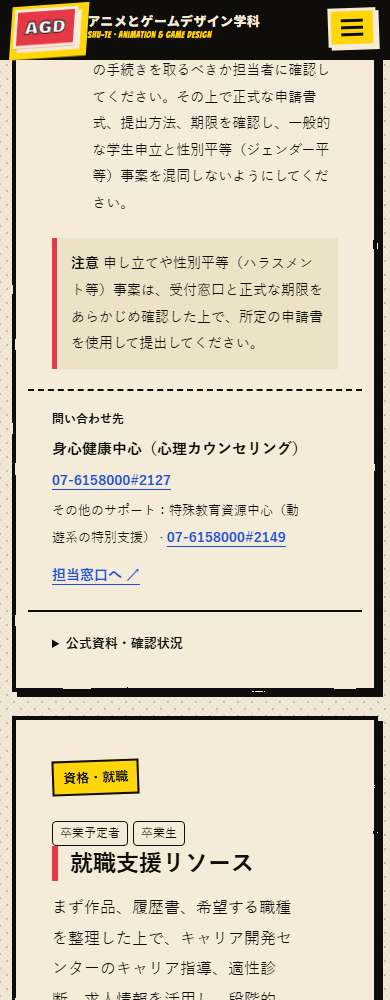 AGD
アニメとゲームデザイン学科
SHU-TE・ANIMATION & GAME DESIGN
の手続きを取るべきか担当者に確認し
てください。その上で正式な申請書
式、提出方法、期限を確認し、一般的
な学生申立と性別平等（ジェンダー平
等）事案を混同しないようにしてくだ
さい。
注意 申し立てや性別平等（ハラスメン
ト等）事案は、受付窓口と正式な期限を
あらかじめ確認した上で、所定の申請書
を使用して提出してください。
問い合わせ先
身心健康中心（心理カウンセリング）
07-6158000#2127
その他のサポート：特殊教育資源中心（動
遊系の特別支援） · 07-6158000#2149
担当窓口へ ↗
▶ 公式資料・確認状況
資格・就職
卒業予定者 卒業生
就職支援リソース
まず作品、履歴書、希望する職種
を整理した上で、キャリア開発セ
ンターのキャリア指導、適性診
断、求人情報を活用し、段階的